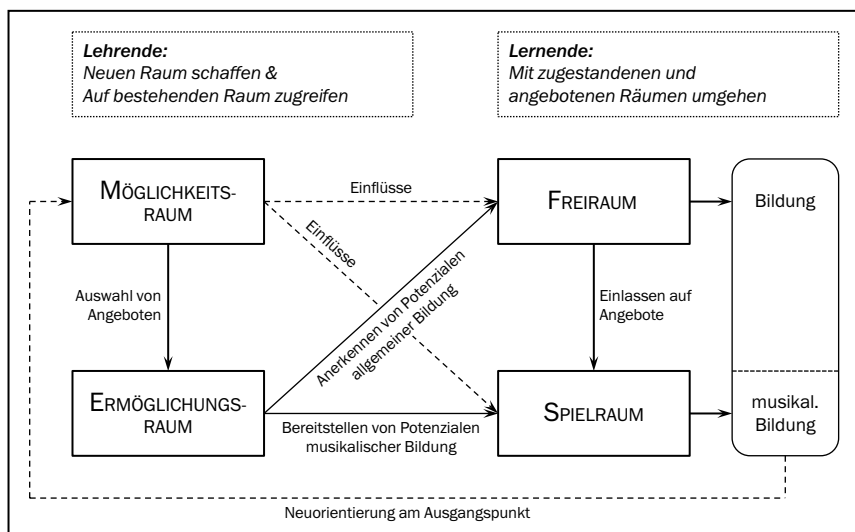 Lehrende:
Neuen Raum schaffen &
Auf bestehenden Raum zugreifen
Lernende:
Mit zugestandenen und
angebotenen Räumen umgehen
MÖGLICHKEITS-
RAUM
Einflüsse
Einflüsse
FREIRAUM
Bildung
Auswahl von
Angeboten
Anerkennen von Potenzialen
allgemeiner Bildung
Einlassen auf
Angebote
ERMÖGLICHUNGS-
RAUM
Bereitstellen von Potenzialen
musikalischer Bildung
SPIELRAUM
musikal.
Bildung
Neuorientierung am Ausgangspunkt